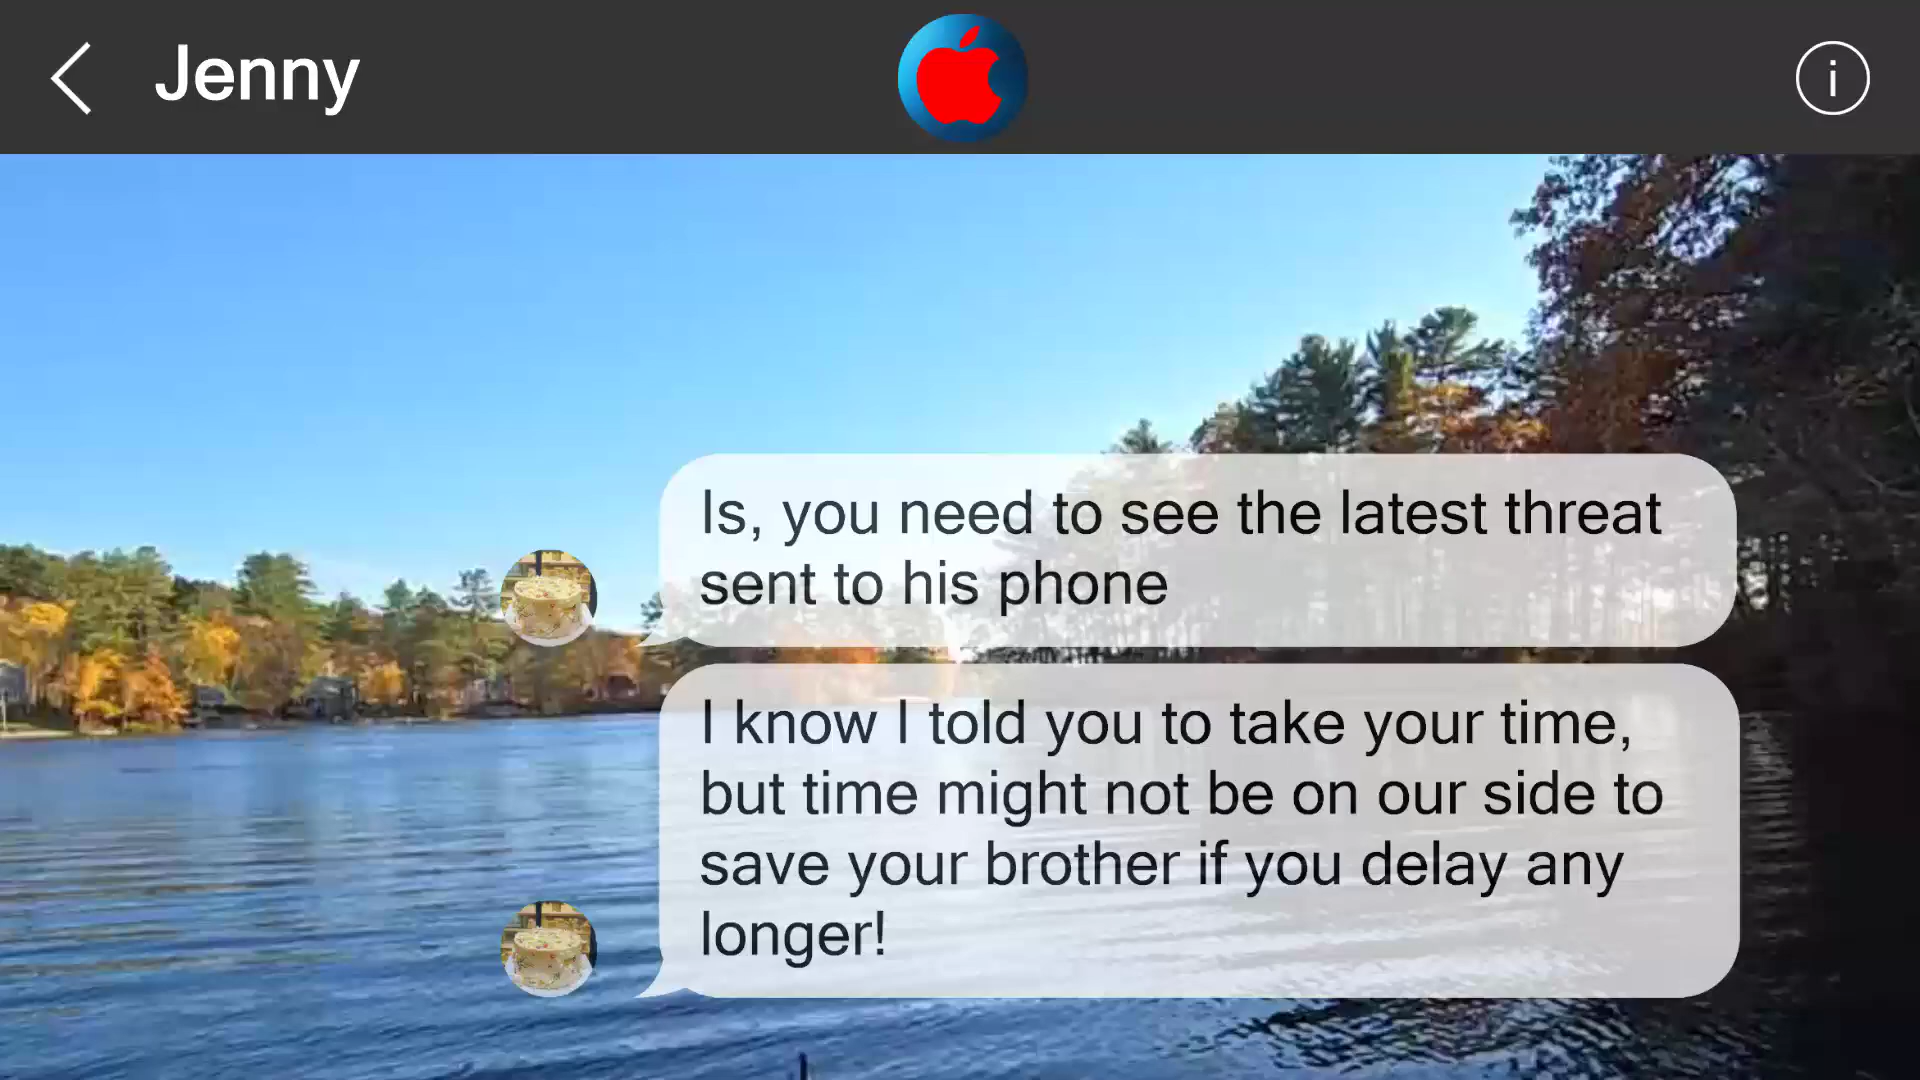 Jenny
i
Is, you need to see the latest threat
sent to his phone
I know I told you to take your time,
but time might not be on our side to
save your brother if you delay any
longer!